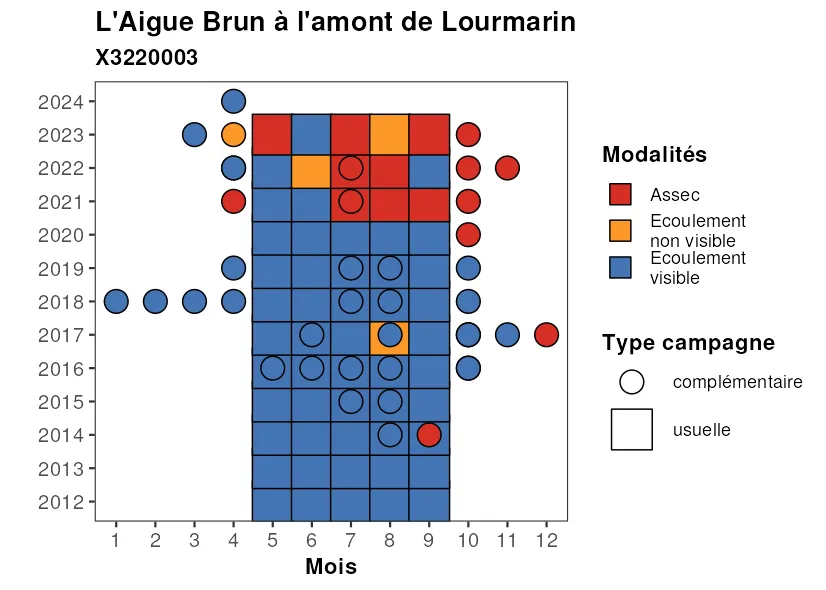 L'Aigue Brun à l'amont de Lourmarin
X3220003
2024
2023
2022
2021
2020
2019
2018
2017
2016
2015
2014
2013
2012
1 2 3 4 5 6 7 8 9 10 11 12
Mois
Modalités
Assec
Ecoulement
non visible
Ecoulement
visible
Type campagne
complémentaire
usuelle